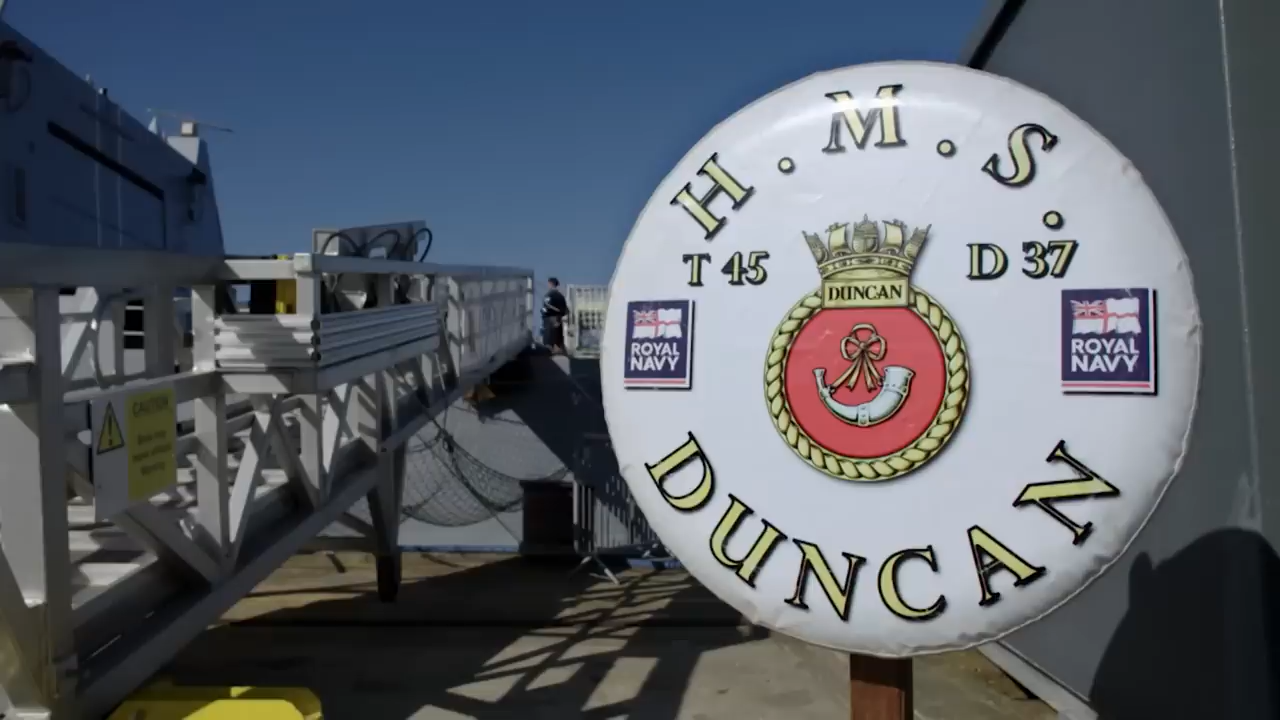 H.M.S.
T 45
D 37
DUNCAN
ROYAL
NAVY
ROYAL
NAVY
DUNCAN
CAUTION